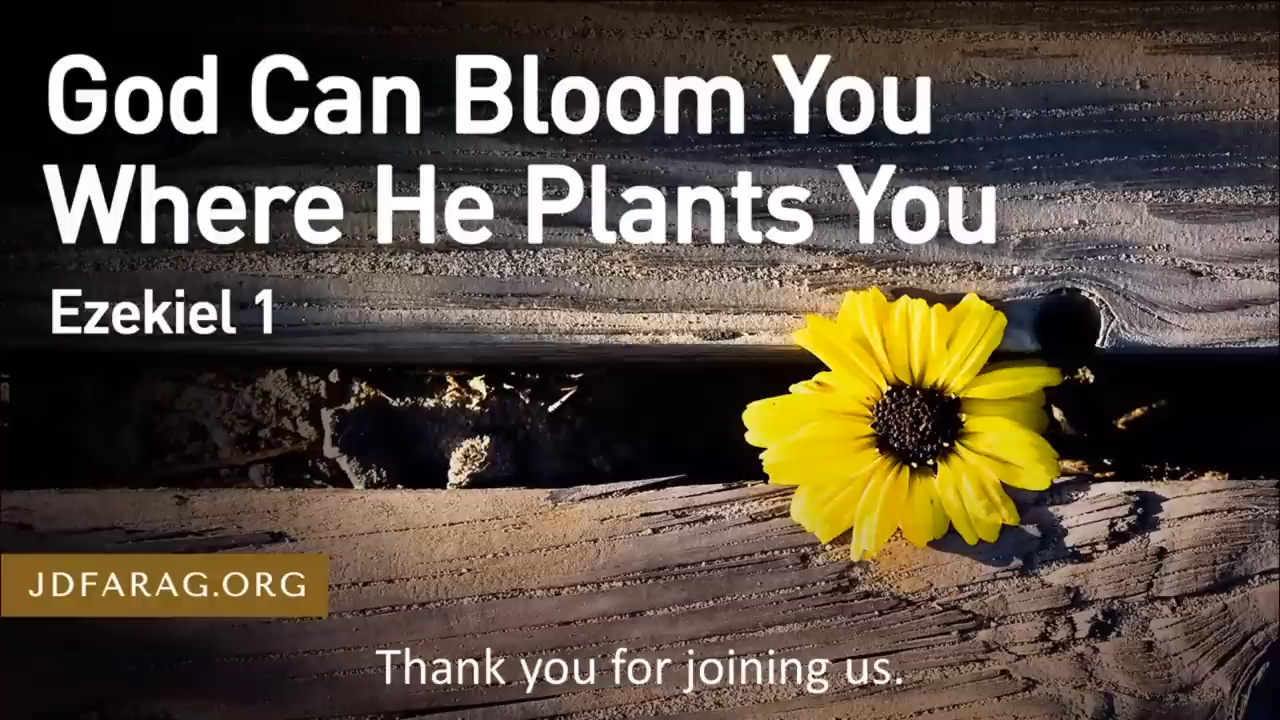 God Can Bloom You
Where He Plants You
Ezekiel 1
JDFARAG.ORG
Thank you for joining us.